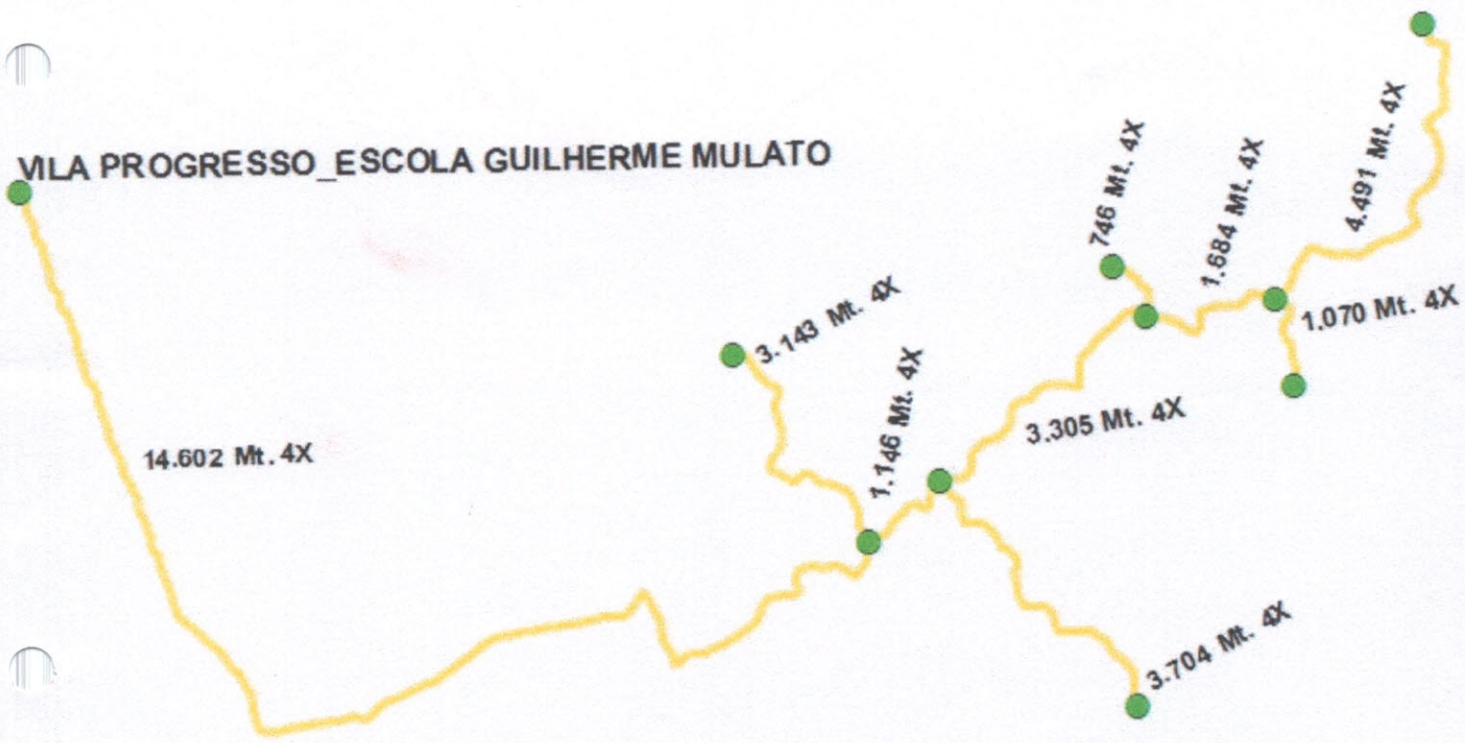 VILA PROGRESSO_ESCOLA GUILHERME MULATO
14.602 Mt. 4X
3.143 Mt. 4X
1.146 Mt. 4X
746 Mt. 4X
1.684 Mt. 4X
4.491 Mt. 4X
1.070 Mt. 4X
3.305 Mt. 4X
3.704 Mt. 4X